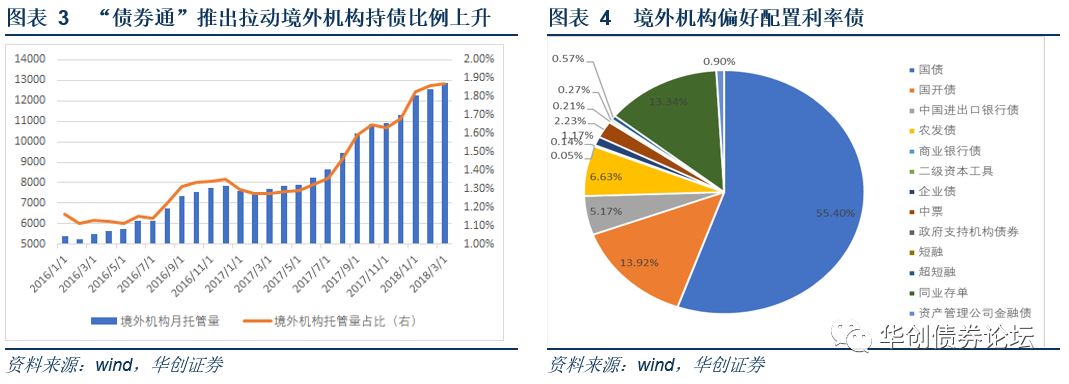 图表 3 “债券通”推出拉动境外机构持债比例上升
14000
13000
12000
11000
10000
9000
8000
7000
6000
5000
2.00%
1.90%
1.80%
1.70%
1.60%
1.50%
1.40%
1.30%
1.20%
1.10%
1.00%
2016/1/1
2016/3/1
2016/5/1
2016/7/1
2016/9/1
2016/11/1
2017/1/1
2017/3/1
2017/5/1
2017/7/1
2017/9/1
2017/11/1
2018/1/1
2018/3/1
境外机构月托管量
境外机构托管量占比（右）
资料来源：wind，华创证券
图表 4 境外机构偏好配置利率债
0.57%
0.27%
0.21%
2.23%
1.17%
0.14%
0.05%
6.63%
5.17%
13.92%
13.34%
0.90%
55.40%
国债
国开债
中国进出口银行债
农发债
商业银行债
二级资本工具
企业债
中票
政府支持机构债券
短融
超短融
同业存单
资产管理公司金融债
华创债券论坛
资料来源：wind，华创证券